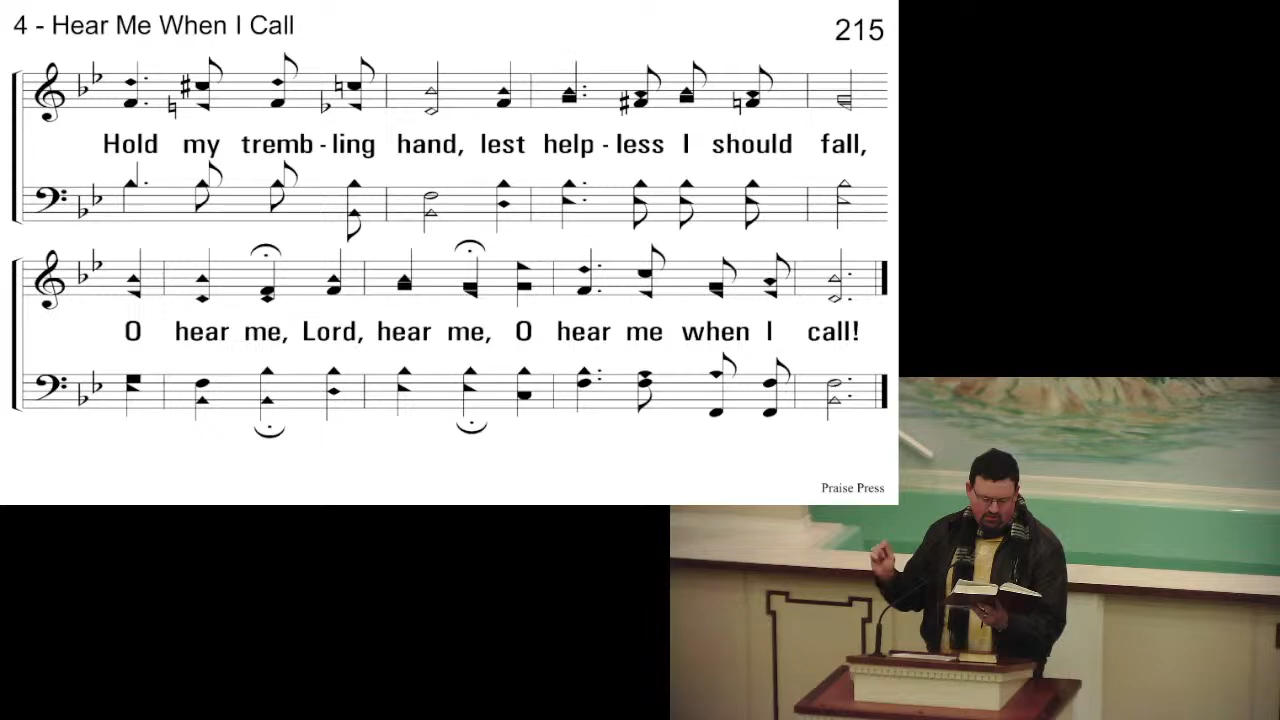 4 - Hear Me When I Call
215
Hold my tremb - ling hand, lest help - less I should fall,
O hear me, Lord, hear me, O hear me when I call!
Praise Press